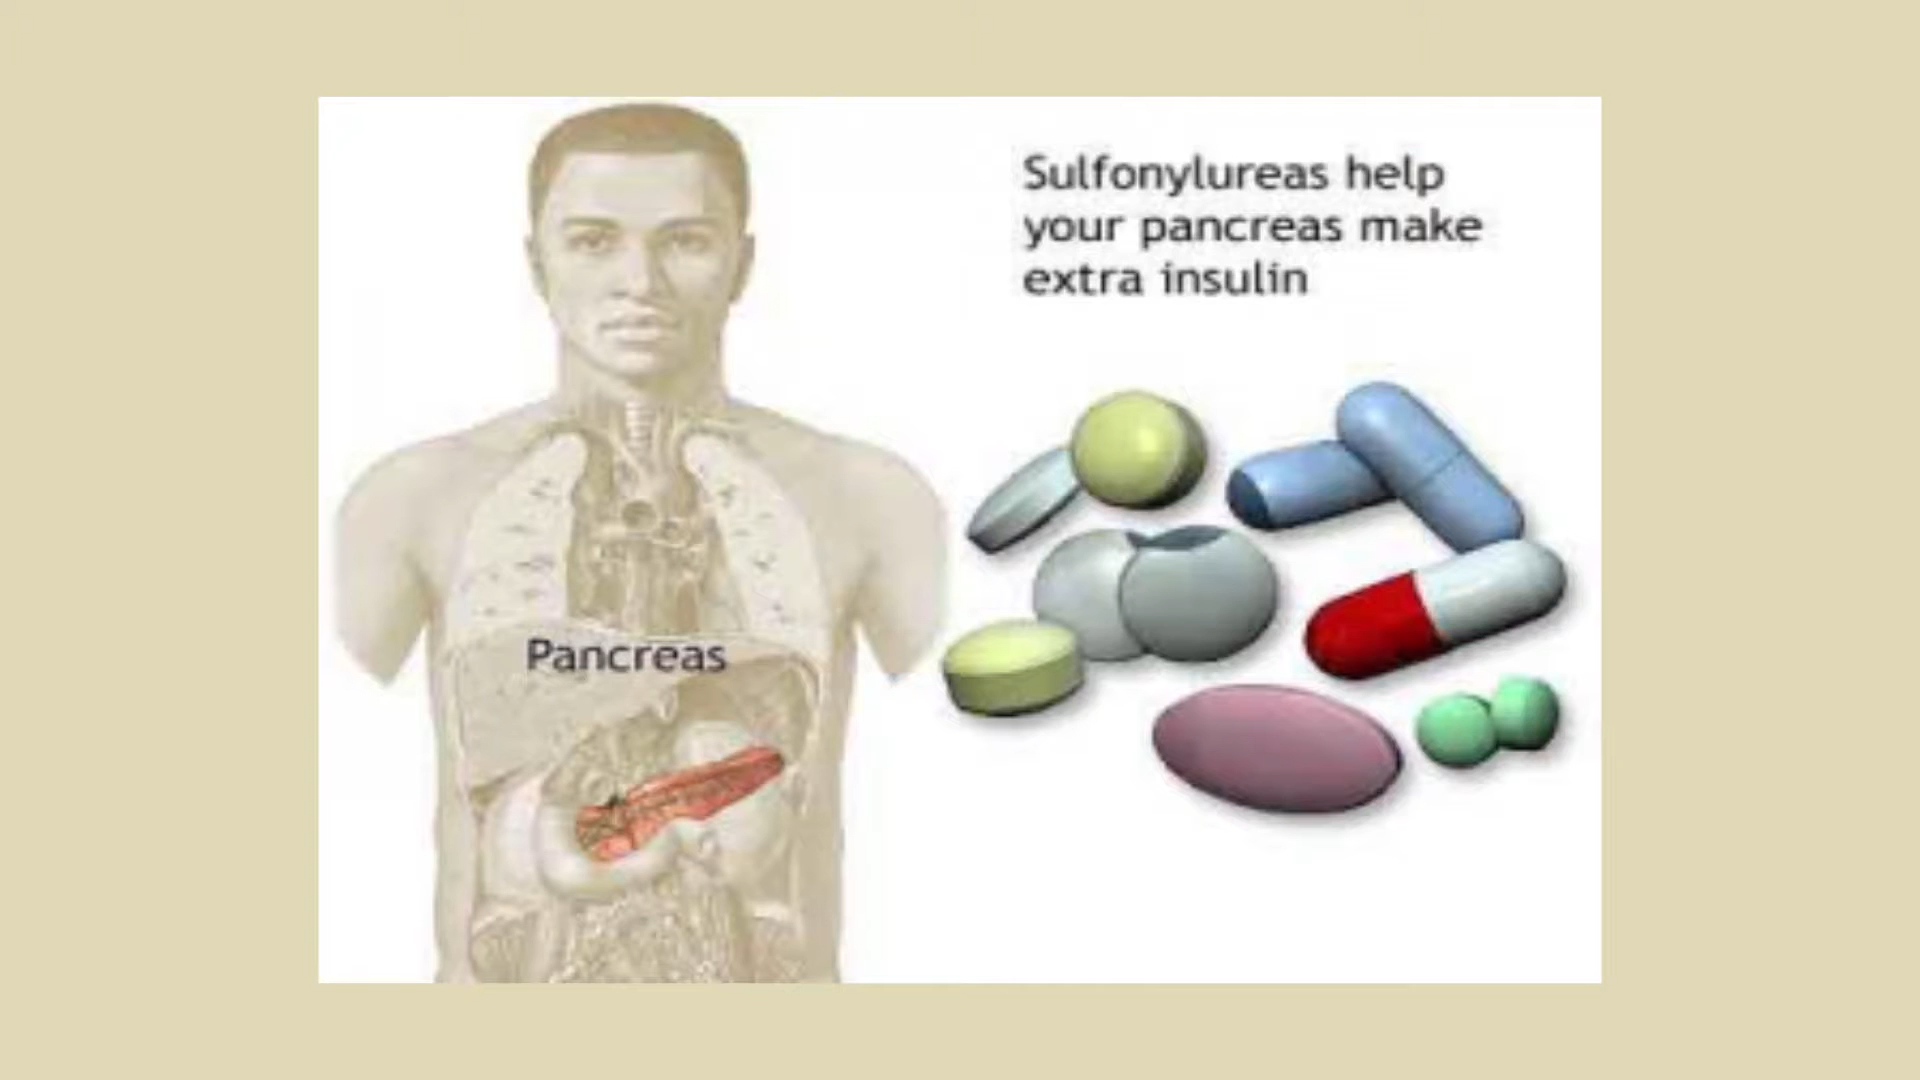 Sulfonylureas help
your pancreas make
extra insulin
Pancreas